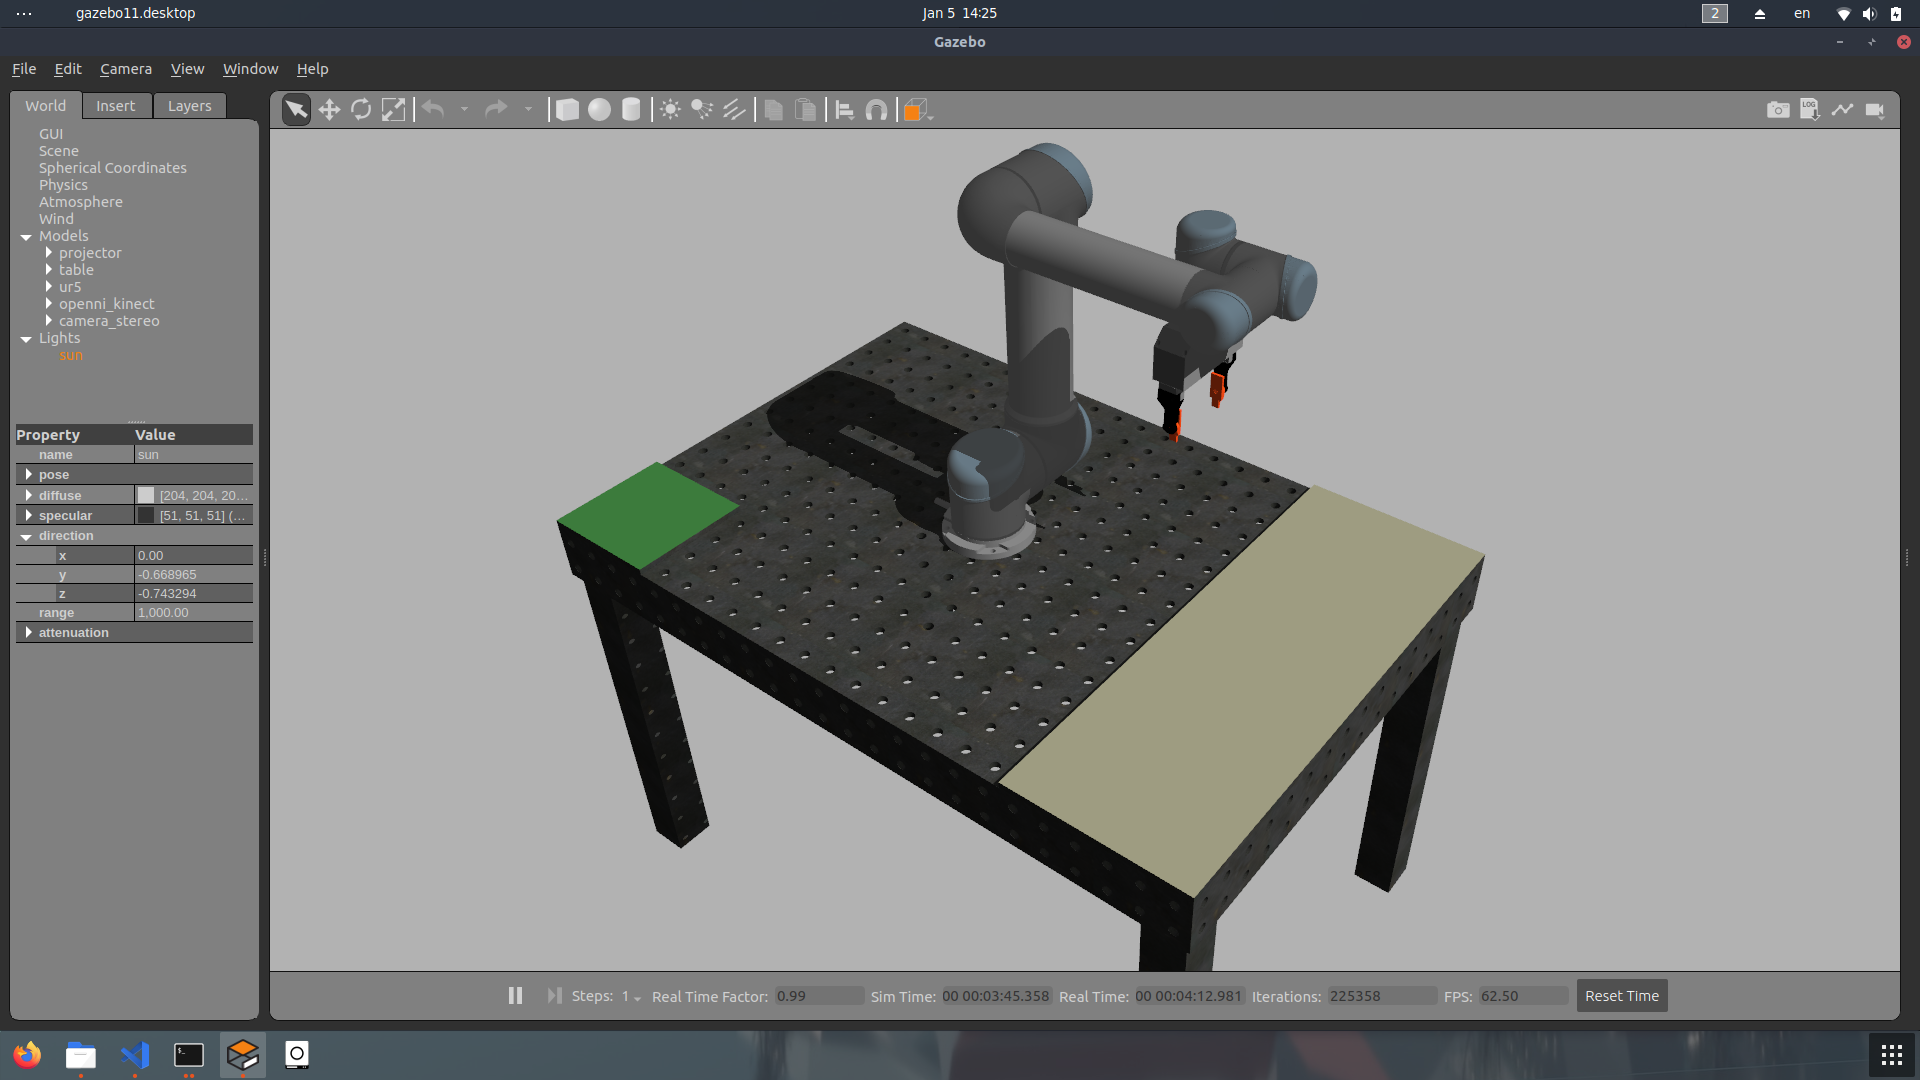 gazebo11.desktop
Jan 5 14:25
2
en
Gazebo
File Edit Camera View Window Help
World Insert Layers
LOG
GUI
Scene
Spherical Coordinates
Physics
Atmosphere
Wind
Models
projector
table
ur5
openni_kinect
camera_stereo
Lights
sun
Property Value
name sun
pose
diffuse [204, 204, 20...
specular [51, 51, 51] (...
direction
x 0.00
y -0.668965
z -0.743294
range 1,000.00
attenuation
Steps: 1 Real Time Factor: 0.99 Sim Time: 00 00:03:45.358 Real Time: 00 00:04:12.981 Iterations: 225358 FPS: 62.50 Reset Time